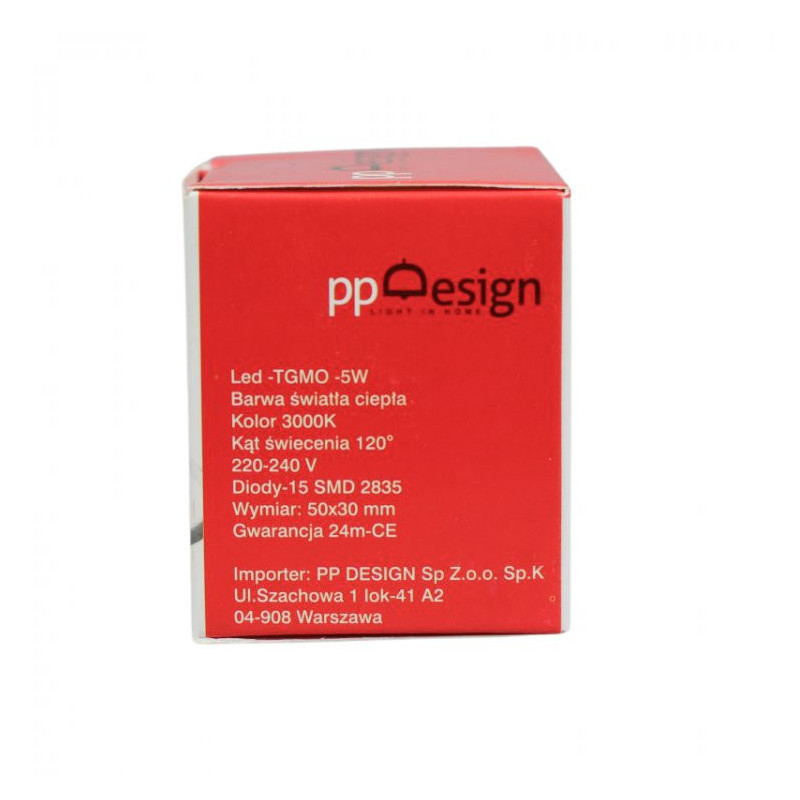 ppDesign
LIGHT IN HOME
Led -TGMO -5W
Barwa światła ciepła
Kolor 3000K
Kąt świecenia 120°
220-240 V
Diody-15 SMD 2835
Wymiar: 50x30 mm
Gwarancja 24m-CE
Importer: PP DESIGN Sp Z.o.o. Sp.K
Ul.Szachowa 1 lok-41 A2
04-908 Warszawa